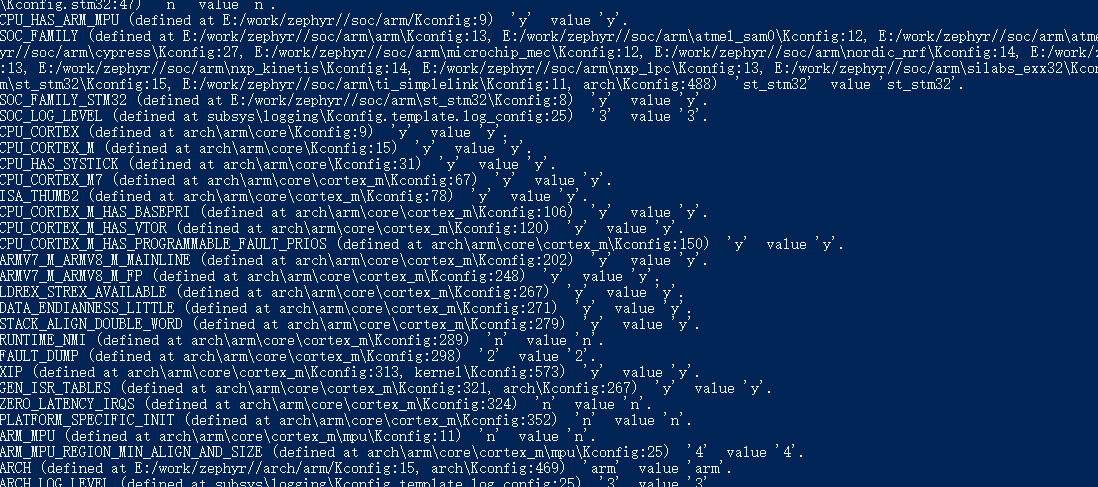 \Kconfig.stm32:47) 'n' value 'n'.
CPU_HAS_ARM_MPU (defined at E:/work/zephyr//soc/arm/Kconfig:9) 'y' value 'y'.
SOC_FAMILY (defined at E:/work/zephyr//soc/arm\arm\Kconfig:13, E:/work/zephyr//soc/arm\atmel_sam0\Kconfig:12, E:/work/zephyr//soc/arm\atme
yr//soc/arm\cypress\Kconfig:27, E:/work/zephyr//soc/arm\microchip_mec\Kconfig:12, E:/work/zephyr//soc/arm\nordic_nrf\Kconfig:14, E:/work/z
:13, E:/work/zephyr//soc/arm\nxp_kinetis\Kconfig:14, E:/work/zephyr//soc/arm\nxp_lpc\Kconfig:13, E:/work/zephyr//soc/arm\silabs_exx32\Kcon
m\st_stm32\Kconfig:15, E:/work/zephyr//soc/arm\ti_simplelink\Kconfig:11, arch\Kconfig:488) 'st_stm32' value 'st_stm32'.
SOC_FAMILY_STM32 (defined at E:/work/zephyr//soc/arm\st_stm32\Kconfig:8) 'y' value 'y'.
SOC_LOG_LEVEL (defined at subsys\logging\Kconfig.template.log_config:25) '3' value '3'.
CPU_CORTEX (defined at arch\arm\core\Kconfig:9) 'y' value 'y'.
CPU_CORTEX_M (defined at arch\arm\core\Kconfig:15) 'y' value 'y'.
CPU_HAS_SYSTICK (defined at arch\arm\core\Kconfig:31) 'y' value 'y'.
CPU_CORTEX_M7 (defined at arch\arm\core\cortex_m\Kconfig:67) 'y' value 'y'.
ISA_THUMB2 (defined at arch\arm\core\cortex_m\Kconfig:78) 'y' value 'y'.
CPU_CORTEX_M_HAS_BASEPRI (defined at arch\arm\core\cortex_m\Kconfig:106) 'y' value 'y'.
CPU_CORTEX_M_HAS_VTOR (defined at arch\arm\core\cortex_m\Kconfig:120) 'y' value 'y'.
CPU_CORTEX_M_HAS_PROGRAMMABLE_FAULT_PRIOS (defined at arch\arm\core\cortex_m\Kconfig:150) 'y' value 'y'.
ARMV7_M_ARMV8_M_MAINLINE (defined at arch\arm\core\cortex_m\Kconfig:202) 'y' value 'y'.
ARMV7_M_ARMV8_M_FP (defined at arch\arm\core\cortex_m\Kconfig:248) 'y' value 'y'.
LDREX_STREX_AVAILABLE (defined at arch\arm\core\cortex_m\Kconfig:267) 'y' value 'y'.
DATA_ENDIANNESS_LITTLE (defined at arch\arm\core\cortex_m\Kconfig:271) 'y' value 'y'.
STACK_ALIGN_DOUBLE_WORD (defined at arch\arm\core\cortex_m\Kconfig:279) 'y' value 'y'.
RUNTIME_NMI (defined at arch\arm\core\cortex_m\Kconfig:289) 'n' value 'n'.
FAULT_DUMP (defined at arch\arm\core\cortex_m\Kconfig:298) '2' value '2'.
XIP (defined at arch\arm\core\cortex_m\Kconfig:313, kernel\Kconfig:573) 'y' value 'y'.
GEN_ISR_TABLES (defined at arch\arm\core\cortex_m\Kconfig:321, arch\Kconfig:267) 'y' value 'y'.
ZERO_LATENCY_IRQS (defined at arch\arm\core\cortex_m\Kconfig:324) 'n' value 'n'.
PLATFORM_SPECIFIC_INIT (defined at arch\arm\core\cortex_m\Kconfig:352) 'n' value 'n'.
ARM_MPU (defined at arch\arm\core\cortex_m\mpu\Kconfig:11) 'n' value 'n'.
ARM_MPU_REGION_MIN_ALIGN_AND_SIZE (defined at arch\arm\core\cortex_m\mpu\Kconfig:25) '4' value '4'.
ARCH (defined at E:/work/zephyr//arch/arm/Kconfig:15, arch\Kconfig:469) 'arm' value 'arm'.
ARCH_LOG_LEVEL (defined at subsys\logging\Kconfig.template.log_config:25) '3' value '3'